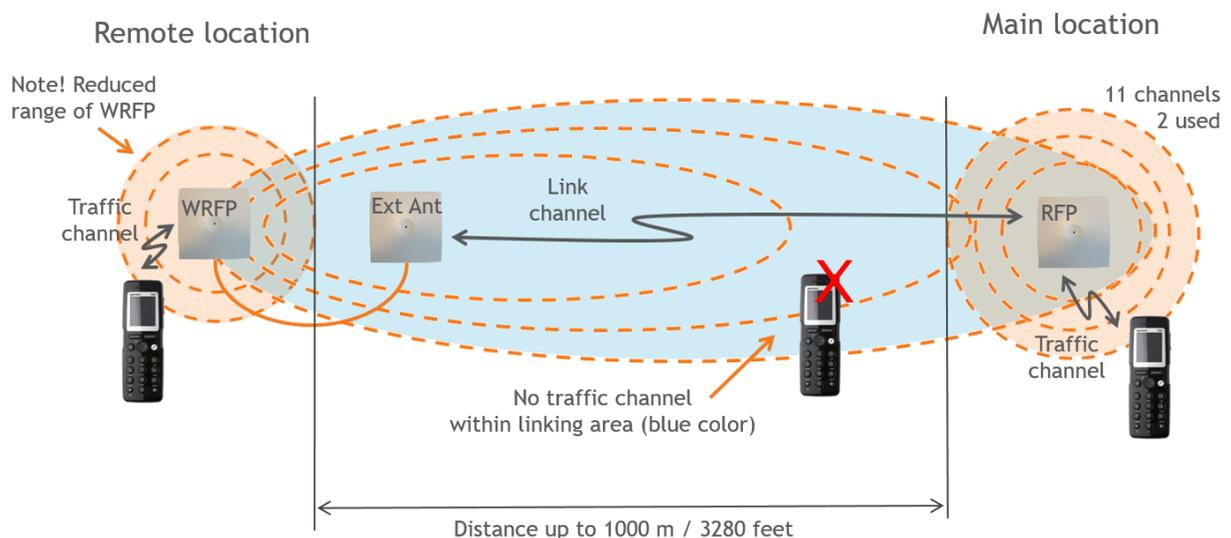 Remote location
Main location
Note! Reduced
range of WRFP
11 channels
2 used
Traffic
channel
WRFP
Ext Ant
Link
channel
RFP
X
Traffic
channel
No traffic channel
within linking area (blue color)
Distance up to 1000 m / 3280 feet